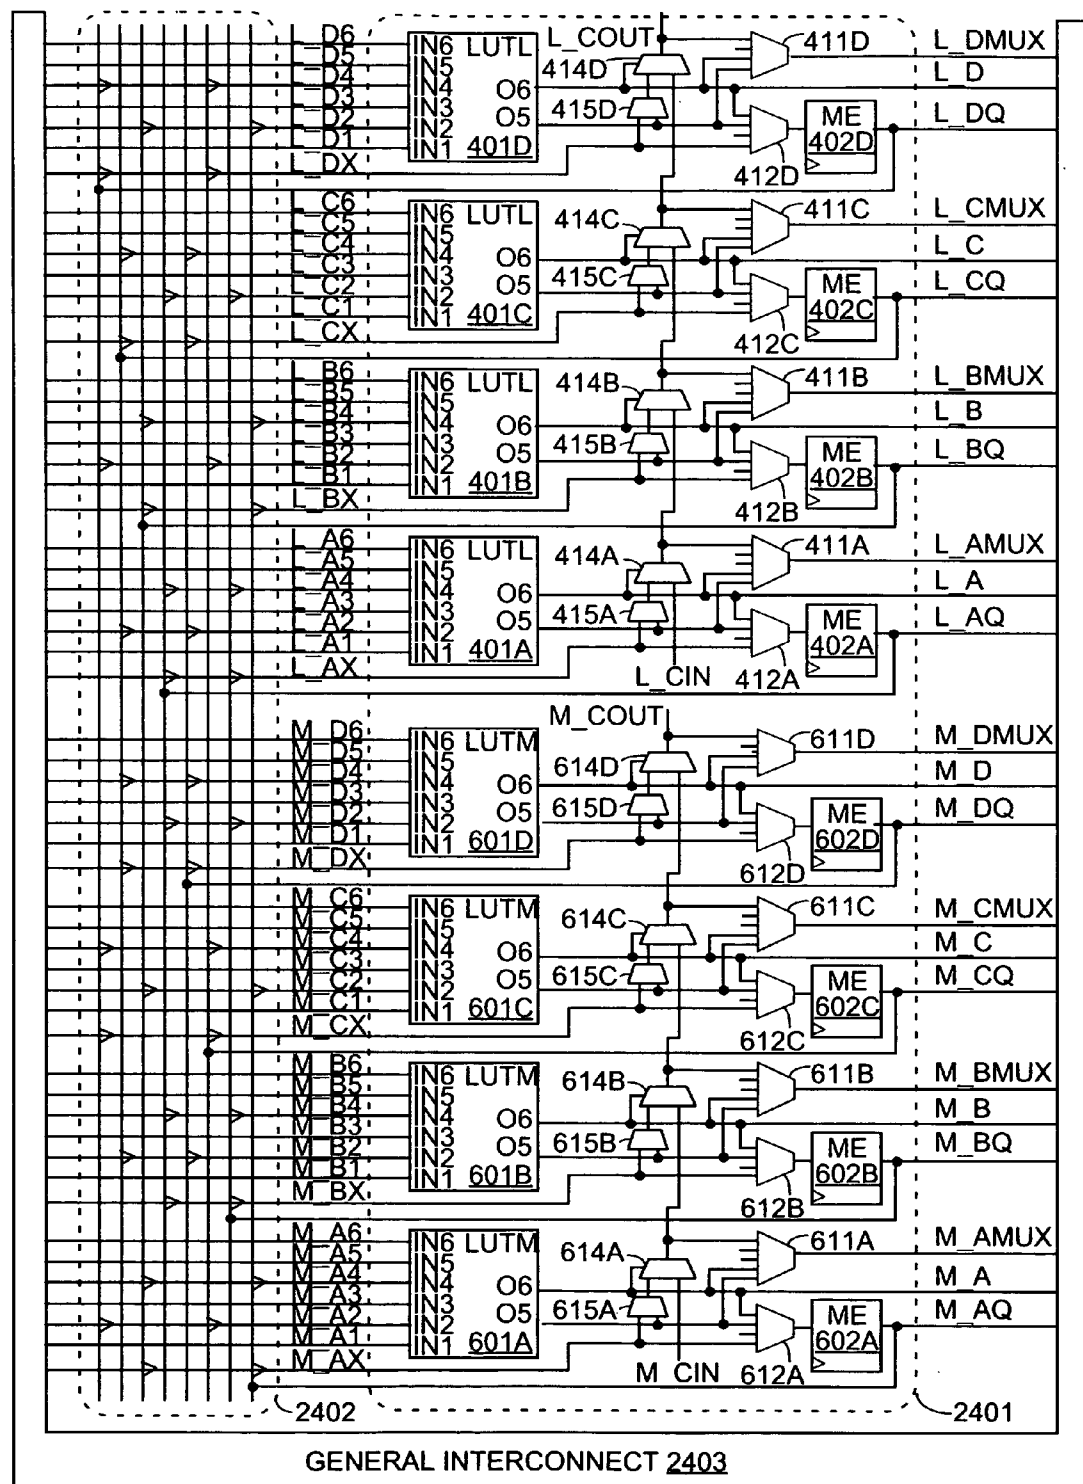 L_D6
L_D5
L_D4
L_D3
L_D2
L_D1
L_DX
IN6 LUTL
IN5
IN4
IN3
IN2
IN1
O6
O5
401D
L_COUT
414D
415D
411D
412D
ME
402D
L_DMUX
L_D
L_DQ
L_C6
L_C5
L_C4
L_C3
L_C2
L_C1
L_CX
IN6 LUTL
IN5
IN4
IN3
IN2
IN1
O6
O5
401C
414C
415C
411C
412C
ME
402C
L_CMUX
L_C
L_CQ
L_B6
L_B5
L_B4
L_B3
L_B2
L_B1
L_BX
IN6 LUTL
IN5
IN4
IN3
IN2
IN1
O6
O5
401B
414B
415B
411B
412B
ME
402B
L_BMUX
L_B
L_BQ
L_A6
L_A5
L_A4
L_A3
L_A2
L_A1
L_AX
IN6 LUTL
IN5
IN4
IN3
IN2
IN1
O6
O5
401A
414A
415A
L_CIN
411A
412A
ME
402A
L_AMUX
L_A
L_AQ
M_D6
M_D5
M_D4
M_D3
M_D2
M_D1
M_DX
IN6 LUTM
IN5
IN4
IN3
IN2
IN1
O6
O5
601D
M_COUT
614D
615D
611D
612D
ME
602D
M_DMUX
M_D
M_DQ
M_C6
M_C5
M_C4
M_C3
M_C2
M_C1
M_CX
IN6 LUTM
IN5
IN4
IN3
IN2
IN1
O6
O5
601C
614C
615C
611C
612C
ME
602C
M_CMUX
M_C
M_CQ
M_B6
M_B5
M_B4
M_B3
M_B2
M_B1
M_BX
IN6 LUTM
IN5
IN4
IN3
IN2
IN1
O6
O5
601B
614B
615B
611B
612B
ME
602B
M_BMUX
M_B
M_BQ
M_A6
M_A5
M_A4
M_A3
M_A2
M_A1
M_AX
IN6 LUTM
IN5
IN4
IN3
IN2
IN1
O6
O5
601A
614A
615A
M_CIN
611A
612A
ME
602A
M_AMUX
M_A
M_AQ
2402
2401
GENERAL INTERCONNECT 2403